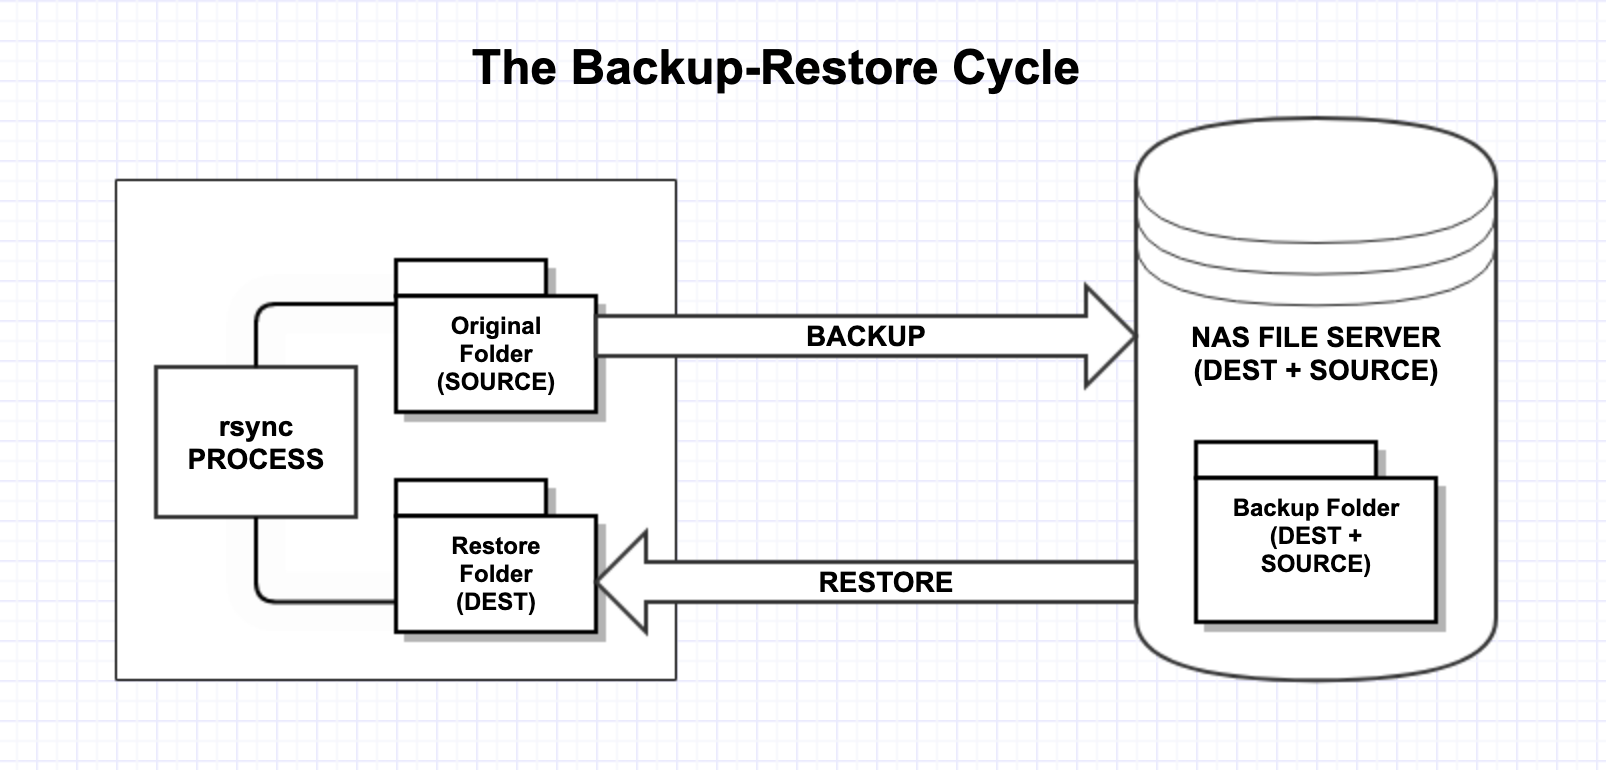 The Backup-Restore Cycle
Original
Folder
(SOURCE)
BACKUP
NAS FILE SERVER
(DEST + SOURCE)
rsync
PROCESS
Restore
Folder
(DEST)
RESTORE
Backup Folder
(DEST +
SOURCE)